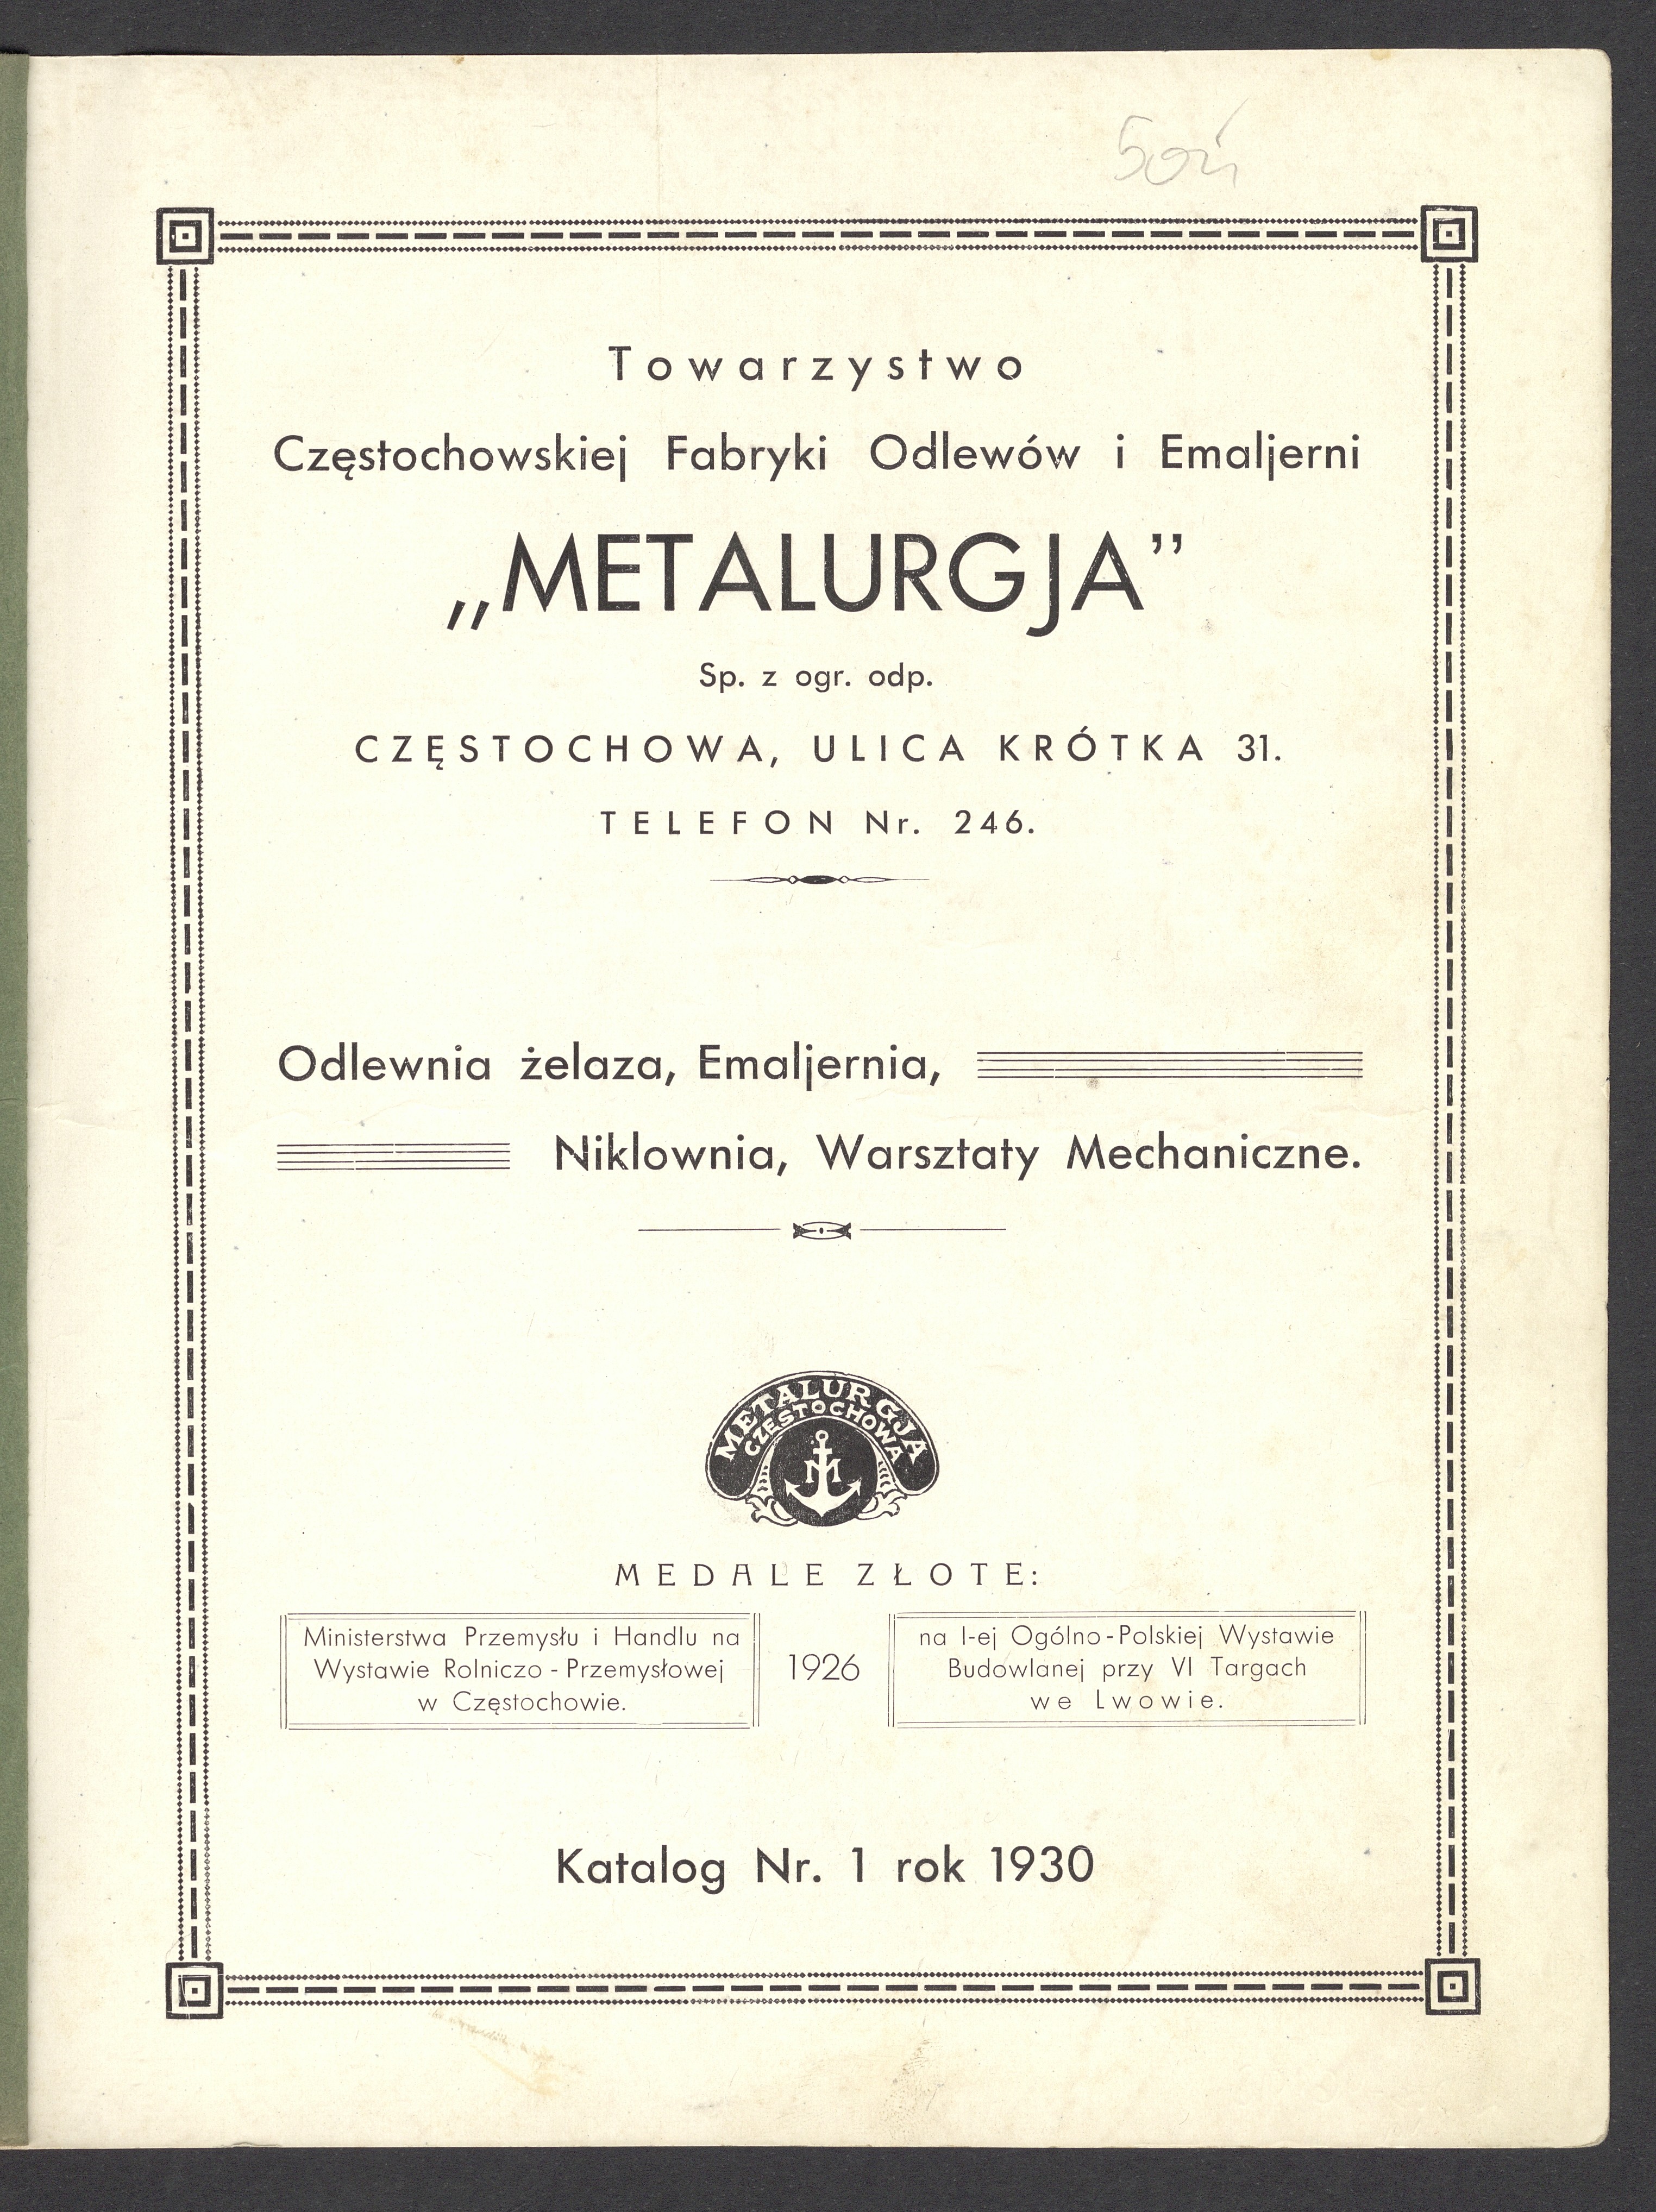 Towarzystwo
Częstochowskiej Fabryki Odlewów i Emaljerni
„METALURGJA”
Sp. z ogr. odp.
CZĘSTOCHOWA, ULICA KRÓTKA 31.
TELEFON Nr. 246.
Odlewnia żelaza, Emaljernia,
Niklownia, Warsztaty Mechaniczne.
METALURGJA
CZĘSTOCHOWA
M
MEDALE ZŁOTE:
Ministerstwa Przemysłu i Handlu na
Wystawie Rolniczo - Przemysłowej
w Częstochowie.
1926
na I-ej Ogólno-Polskiej Wystawie
Budowlanej przy VI Targach
we Lwowie.
Katalog Nr. 1 rok 1930